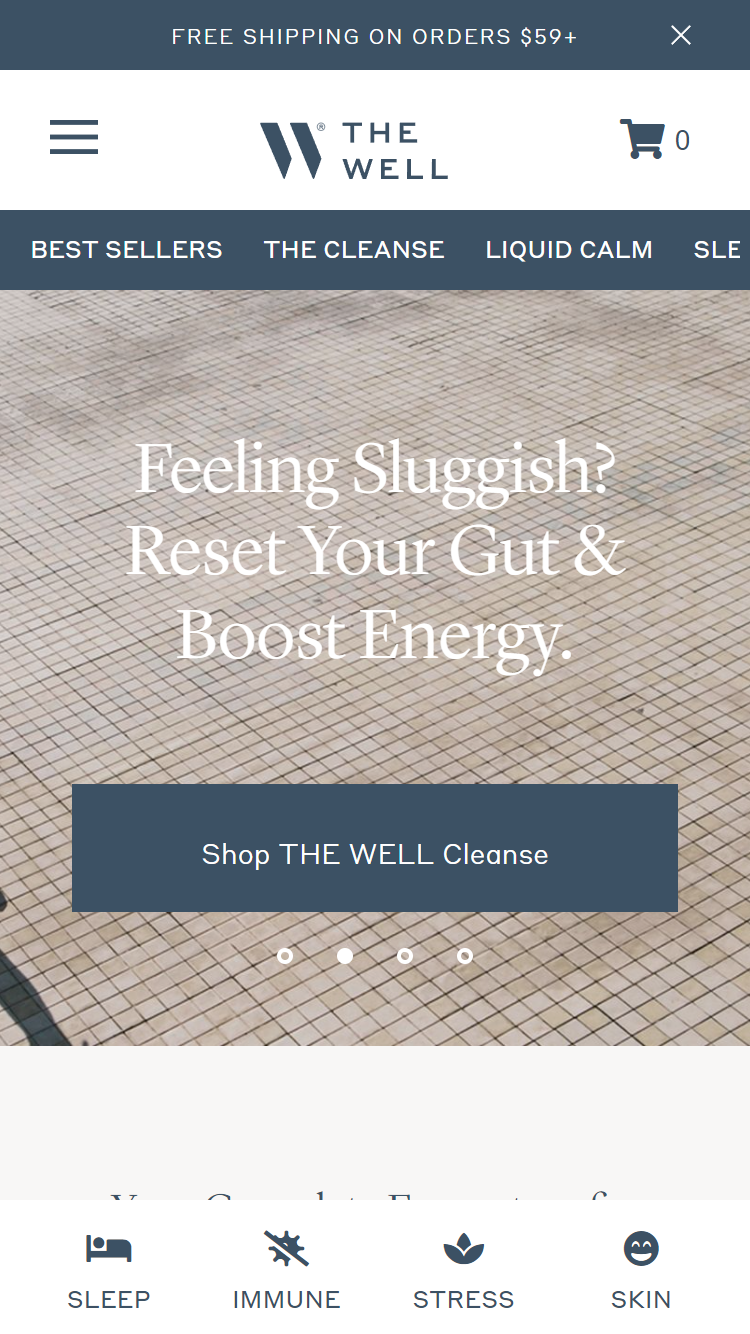 FREE SHIPPING ON ORDERS $59+
W® THE
WELL
0
BEST SELLERS THE CLEANSE LIQUID CALM SLE
Feeling Sluggish?
Reset Your Gut &
Boost Energy.
Shop THE WELL Cleanse
SLEEP IMMUNE STRESS SKIN